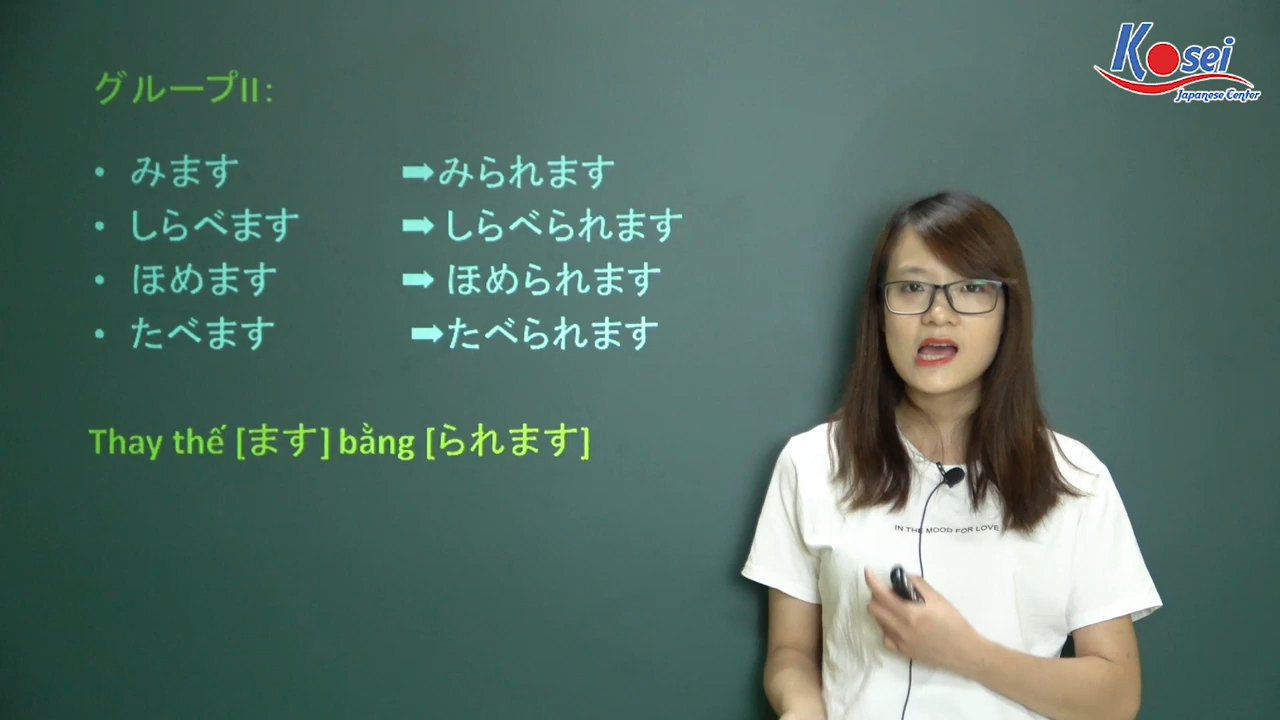 グループII:
• みます ➡みられます
• しらべます ➡ しらべられます
• ほめます ➡ ほめられます
• たべます ➡たべられます
Thay thế [ます] bằng [られます]
Kosei
Japanese Center
IN THE MOOD FOR LOVE